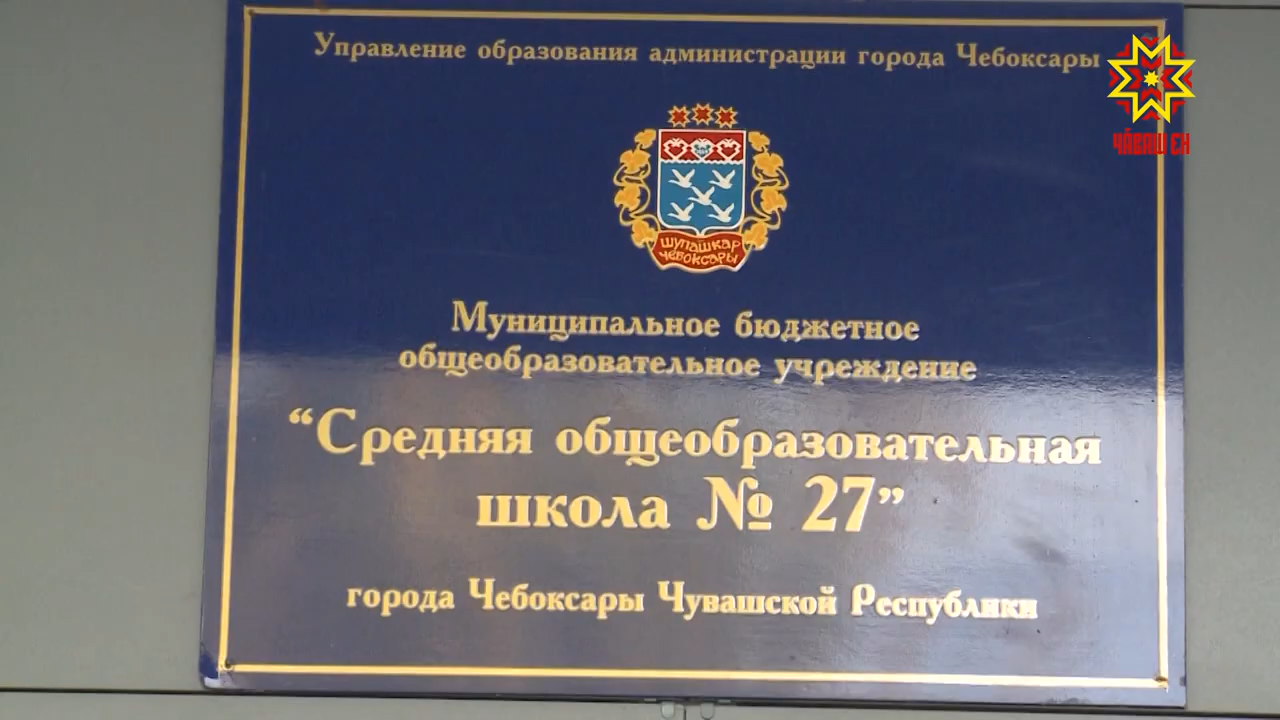 Управление образования администрации города Чебоксары
ЧӐВАШ ЕН
шупашкар
чебоксары
Муниципальное бюджетное
общеобразовательное учреждение
“Средняя общеобразовательная
школа № 27”
города Чебоксары Чувашской Республики